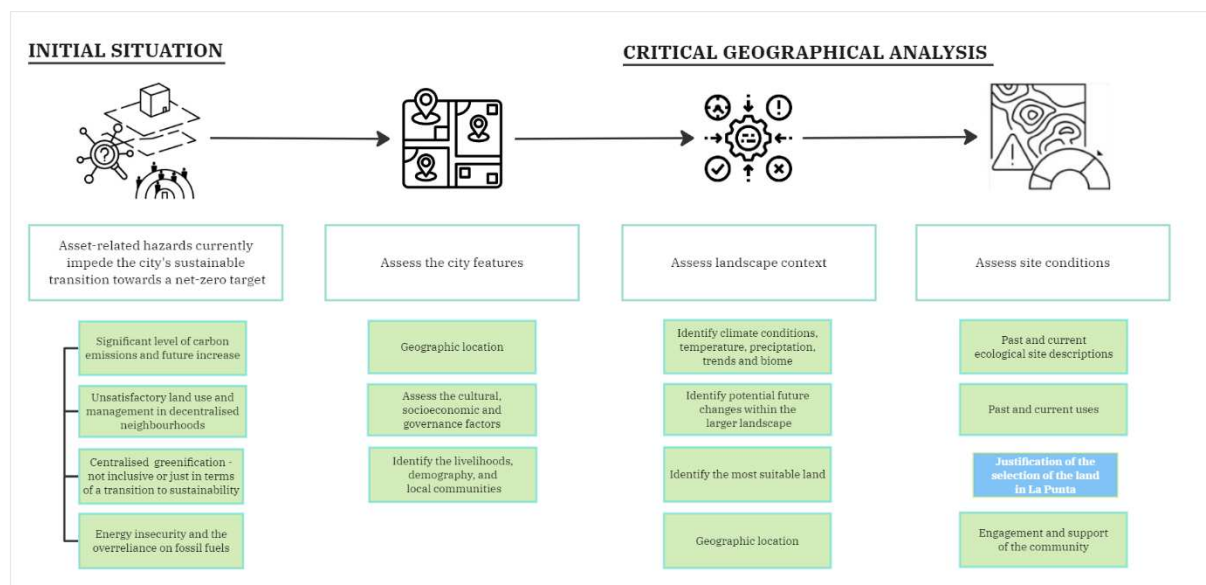 INITIAL SITUATION
CRITICAL GEOGRAPHICAL ANALYSIS
Asset-related hazards currently
impede the city's sustainable
transition towards a net-zero target
Significant level of carbon
emissions and future increase
Unsatisfactory land use and
management in decentralised
neighbourhoods
Centralised greenification -
not inclusive or just in terms
of a transition to sustainability
Energy insecurity and the
overreliance on fossil fuels
Assess the city features
Geographic location
Assess the cultural,
socioeconomic and
governance factors
Identify the livelihoods,
demography, and
local communities
Assess landscape context
Identify climate conditions,
temperature, preciptation,
trends and biome
Identify potential future
changes within the
larger landscape
Identify the most suitable land
Geographic location
Assess site conditions
Past and current
ecological site descriptions
Past and current uses
Justification of the
selection of the land
in La Punta
Engagement and support
of the community